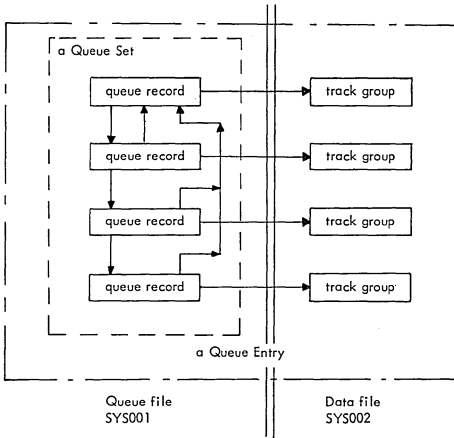 a Queue Set
queue record
track group
queue record
track group
queue record
track group
queue record
track group
a Queue Entry
Queue file
SYS001
Data file
SYS002